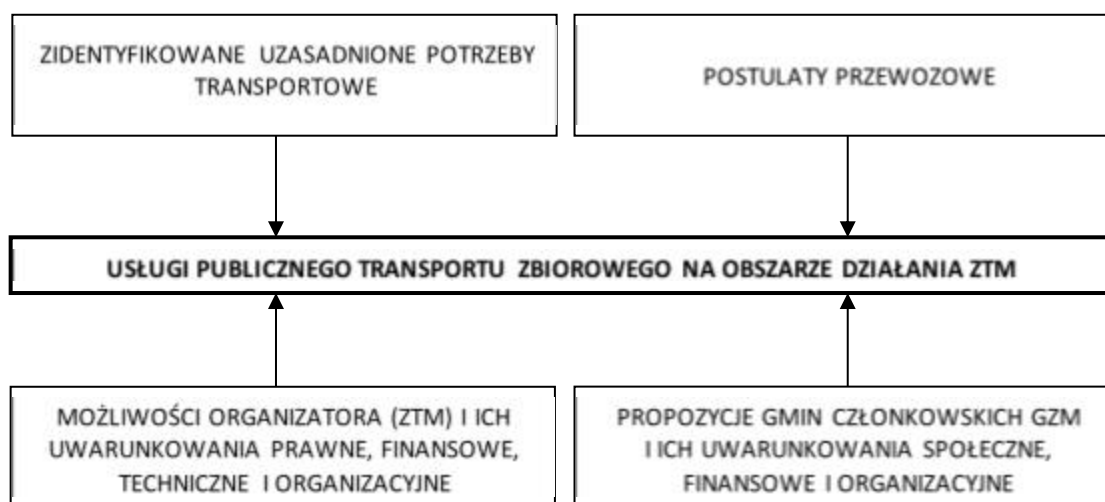 ZIDENTYFIKOWANE UZASADNIONE POTRZEBY
TRANSPORTOWE
POSTULATY PRZEWOZOWE
USŁUGI PUBLICZNEGO TRANSPORTU ZBIOROWEGO NA OBSZARZE DZIAŁANIA ZTM
MOŻLIWOŚCI ORGANIZATORA (ZTM) I ICH
UWARUNKOWANIA PRAWNE, FINANSOWE,
TECHNICZNE I ORGANIZACYJNE
PROPOZYCJE GMIN CZŁONKOWSKICH GZM
I ICH UWARUNKOWANIA SPOŁECZNE,
FINANSOWE I ORGANIZACYJNE